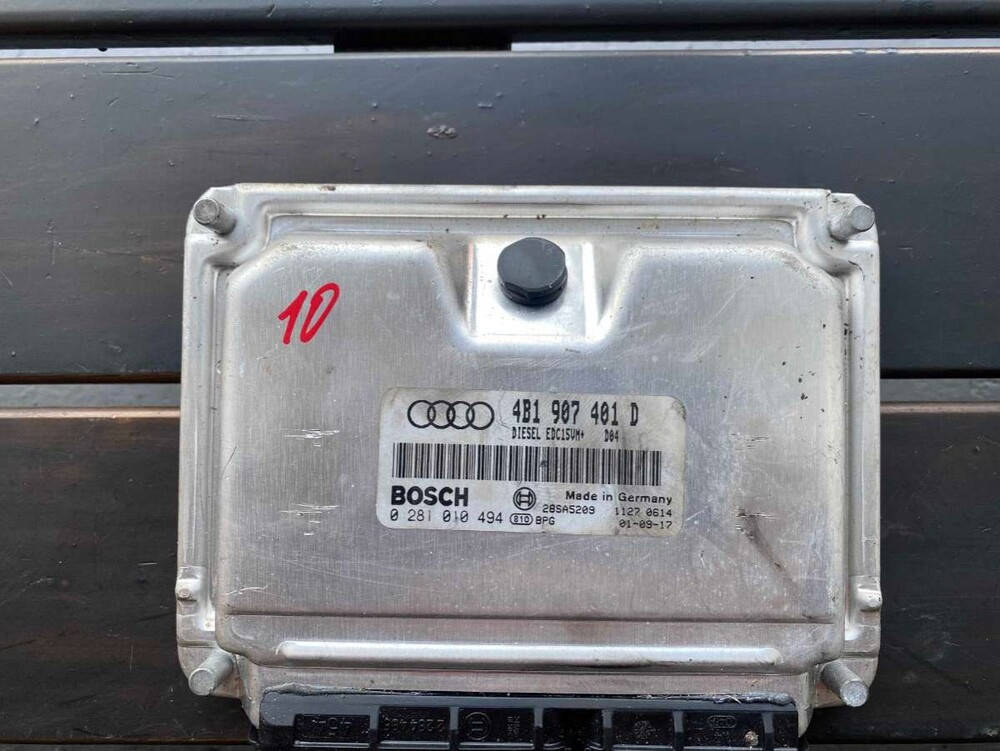 10
4B1 907 401 D
DIESEL EDC15VM+ D04
BOSCH
Made in Germany
28SA5209 1127 0614
0 281 010 494 810 BPG 01-09-17